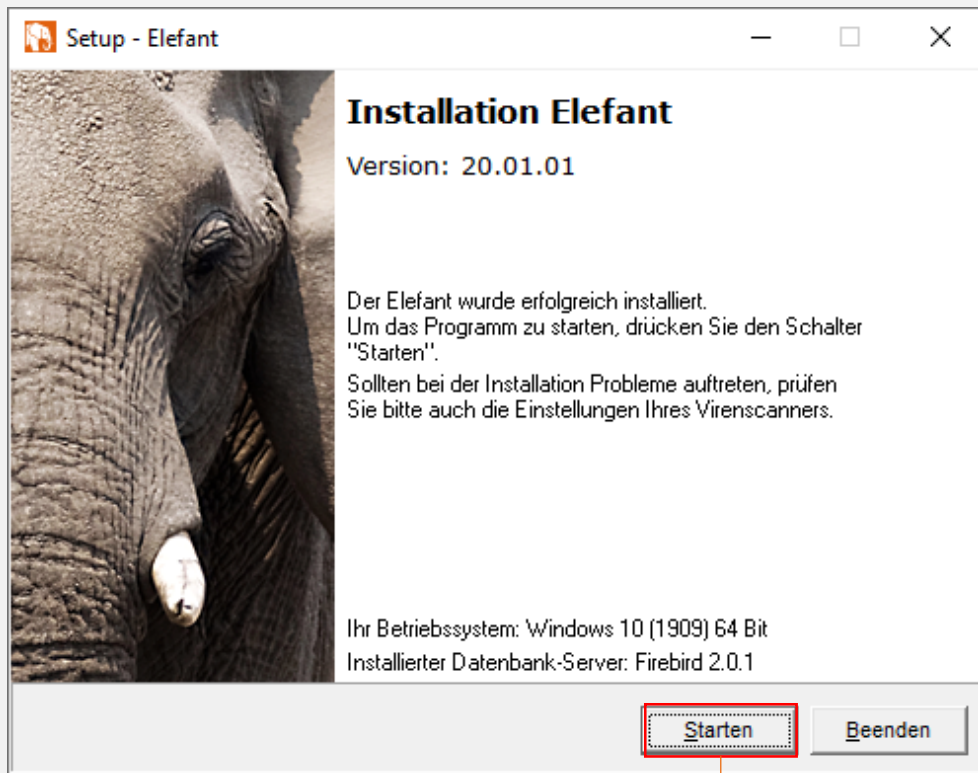 Setup - Elefant
Installation Elefant
Version: 20.01.01
Der Elefant wurde erfolgreich installiert.
Um das Programm zu starten, drücken Sie den Schalter
"Starten".
Sollten bei der Installation Probleme auftreten, prüfen
Sie bitte auch die Einstellungen Ihres Virenscanners.
Ihr Betriebssystem: Windows 10 (1909) 64 Bit
Installierter Datenbank-Server: Firebird 2.0.1
Starten
Beenden